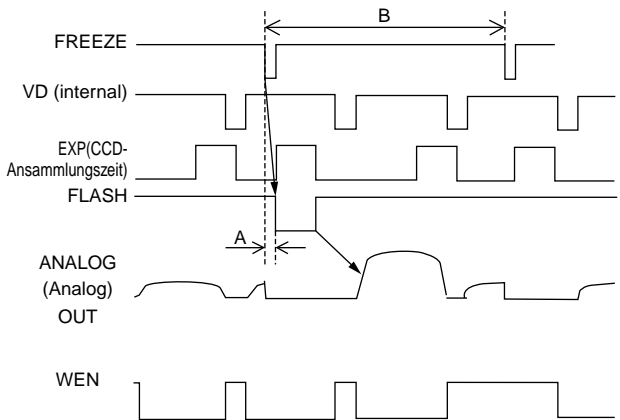 B
FREEZE
VD (internal)
EXP(CCD-
Ansammlungszeit)
FLASH
A
ANALOG
(Analog)
OUT
WEN